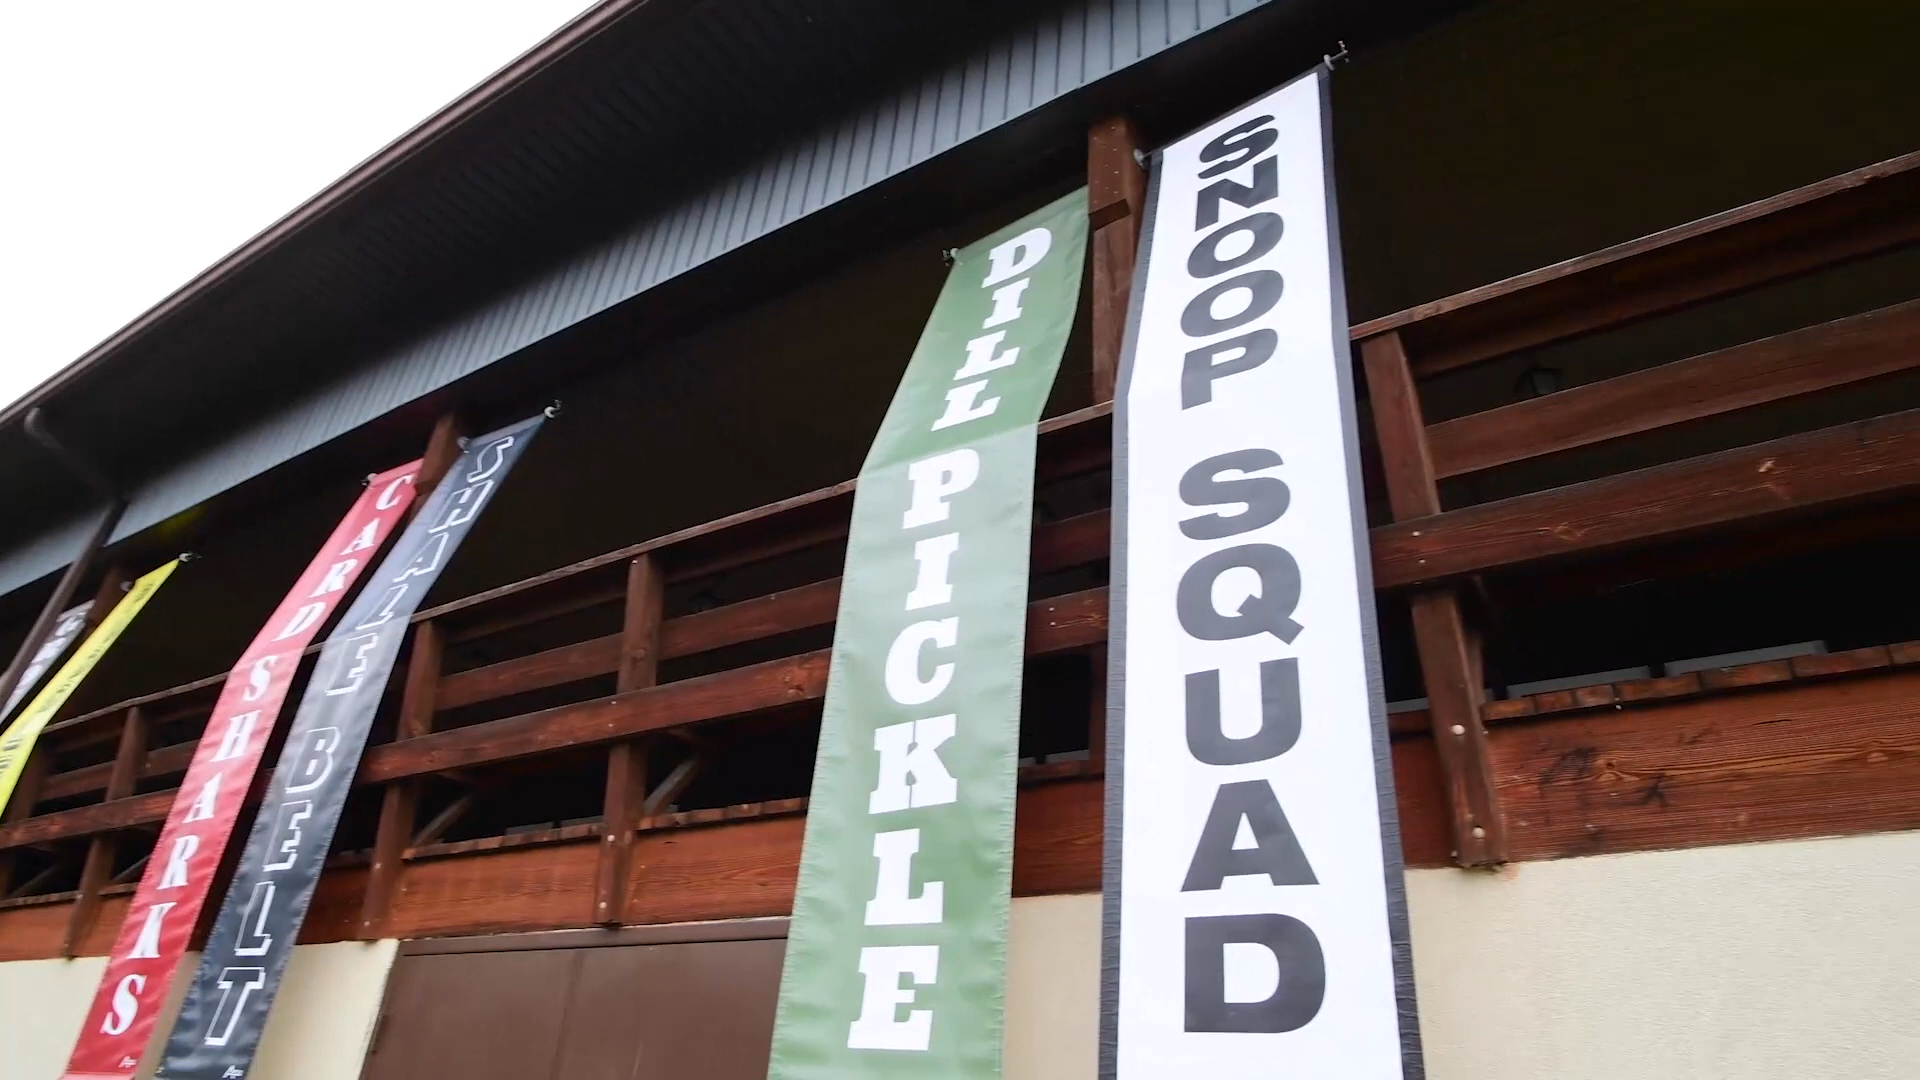 CARD SHARKS
SHALE BELT
DILL PICKLE
SNOOP SQUAD